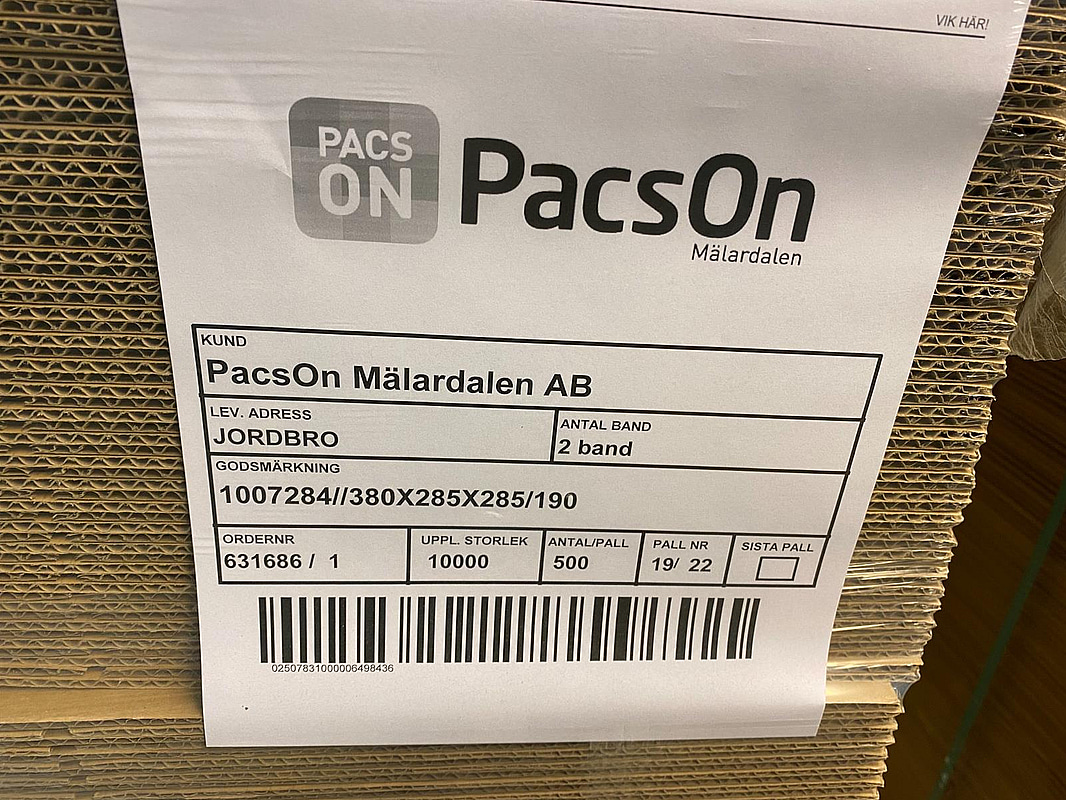 VIK HÄR!
PACS
ON
PacsOn
Mälardalen
KUND
PacsOn Mälardalen AB
LEV. ADRESS
JORDBRO
ANTAL BAND
2 band
GODSMÄRKNING
1007284//380X285X285/190
ORDERNR
631686 / 1
UPPL. STORLEK
10000
ANTAL/PALL
500
PALL NR
19/ 22
SISTA PALL
02507831000006498436